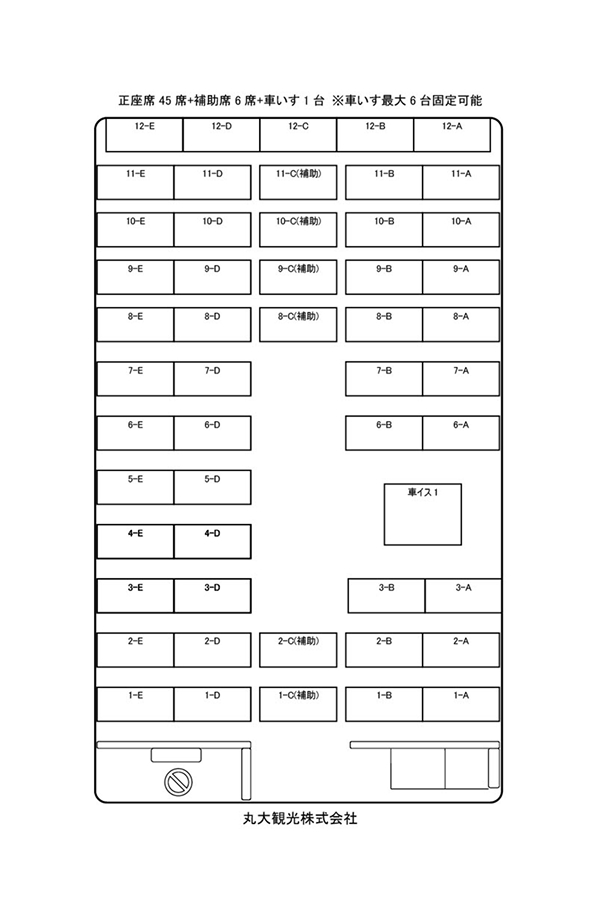 正座席 45 席+補助席 6 席+車いす 1 台 ※車いす最大 6 台固定可能
12-E 12-D 12-C 12-B 12-A
11-E 11-D 11-C(補助) 11-B 11-A
10-E 10-D 10-C(補助) 10-B 10-A
9-E 9-D 9-C(補助) 9-B 9-A
8-E 8-D 8-C(補助) 8-B 8-A
7-E 7-D 7-B 7-A
6-E 6-D 6-B 6-A
5-E 5-D
車イス 1
4-E 4-D
3-E 3-D 3-B 3-A
2-E 2-D 2-C(補助) 2-B 2-A
1-E 1-D 1-C(補助) 1-B 1-A
丸大観光株式会社